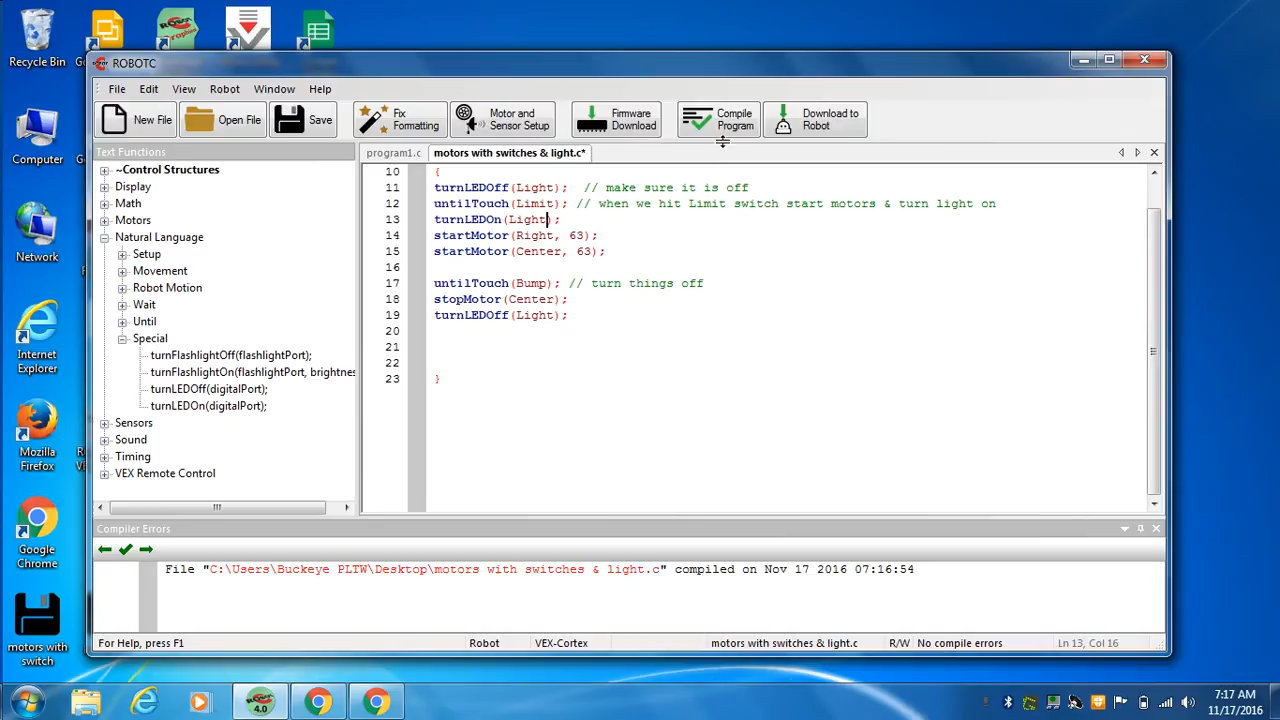 Recycle Bin
G
ROBOTC
File Edit View Robot Window Help
New File
Open File
Save
Fix Formatting
Motor and Sensor Setup
Firmware Download
Compile Program
Download to Robot
Text Functions
~Control Structures
Display
Math
Motors
Natural Language
Setup
Movement
Robot Motion
Wait
Until
Special
turnFlashlightOff(flashlightPort);
turnFlashlightOn(flashlightPort, brightnes
turnLEDOff(digitalPort);
turnLEDOn(digitalPort);
Sensors
Sound
Timing
VEX Remote Control
program1.c
motors with switches & light.c*
10 {
11 turnLEDOff(Light); // make sure it is off
12 untilTouch(Limit); // when we hit Limit switch start motors & turn light on
13 turnLEDOn(Light);
14 startMotor(Right, 63);
15 startMotor(Center, 63);
16
17 untilTouch(Bump); // turn things off
18 stopMotor(Center);
19 turnLEDOff(Light);
20
21
22
23 }
Compiler Errors
File "C:\Users\Buckeye PLTW\Desktop\motors with switches & light.c" compiled on Nov 17 2016 07:16:54
For Help, press F1
Robot
VEX-Cortex
motors with switches & light.c
R/W
No compile errors
Ln 13, Col 16
Computer
Network
Internet Explorer
Mozilla Firefox
Google Chrome
motors with switch
4.0
7:17 AM
11/17/2016